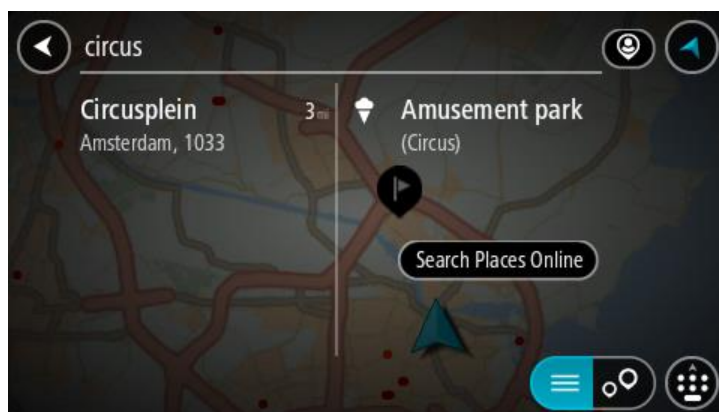 circus
Circusplein
3 mi
Amsterdam, 1033
Amusement park
(Circus)
Search Places Online